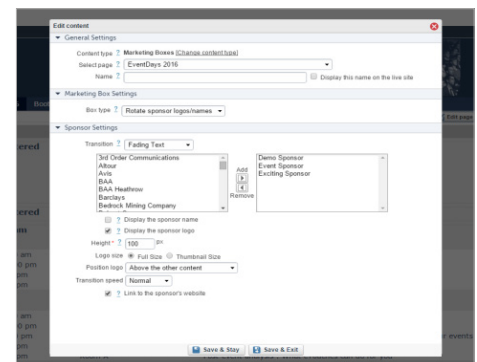 Edit content
General Settings
Content type ? Marketing Boxes [Change content type]
Select page ? EventDays 2016
Name ? Display this name on the live site
Marketing Box Settings
Box type ? Rotate sponsor logos/names
Sponsor Settings
Transition ? Fading Text
3rd Order Communications
Altour
Avis
BAA
BAA Heathrow
Barclays
Bedrock Mining Company
Add
Remove
Demo Sponsor
Event Sponsor
Exciting Sponsor
? Display the sponsor name
? Display the sponsor logo
Height * ? 100 px
Logo size Full Size Thumbnail Size
Position logo Above the other content
Transition speed Normal
? Link to the sponsor's website
Save & Stay Save & Exit
Edit page